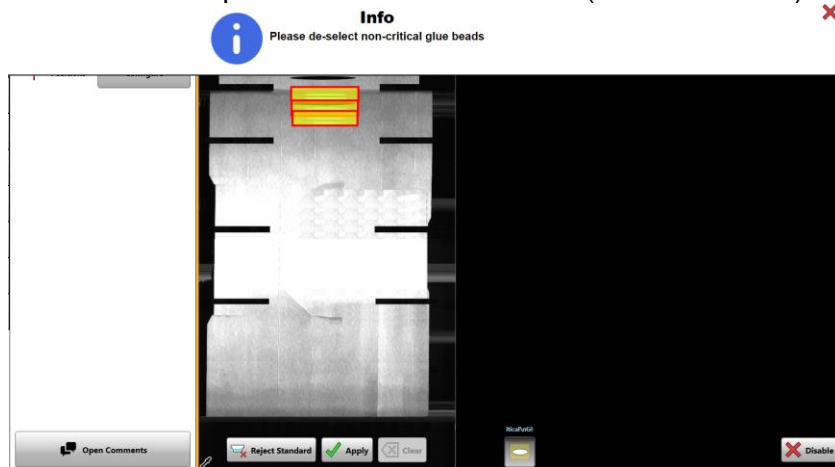 Info
Please de-select non-critical glue beads
Open Comments
Reject Standard
Apply
Clear
Disable